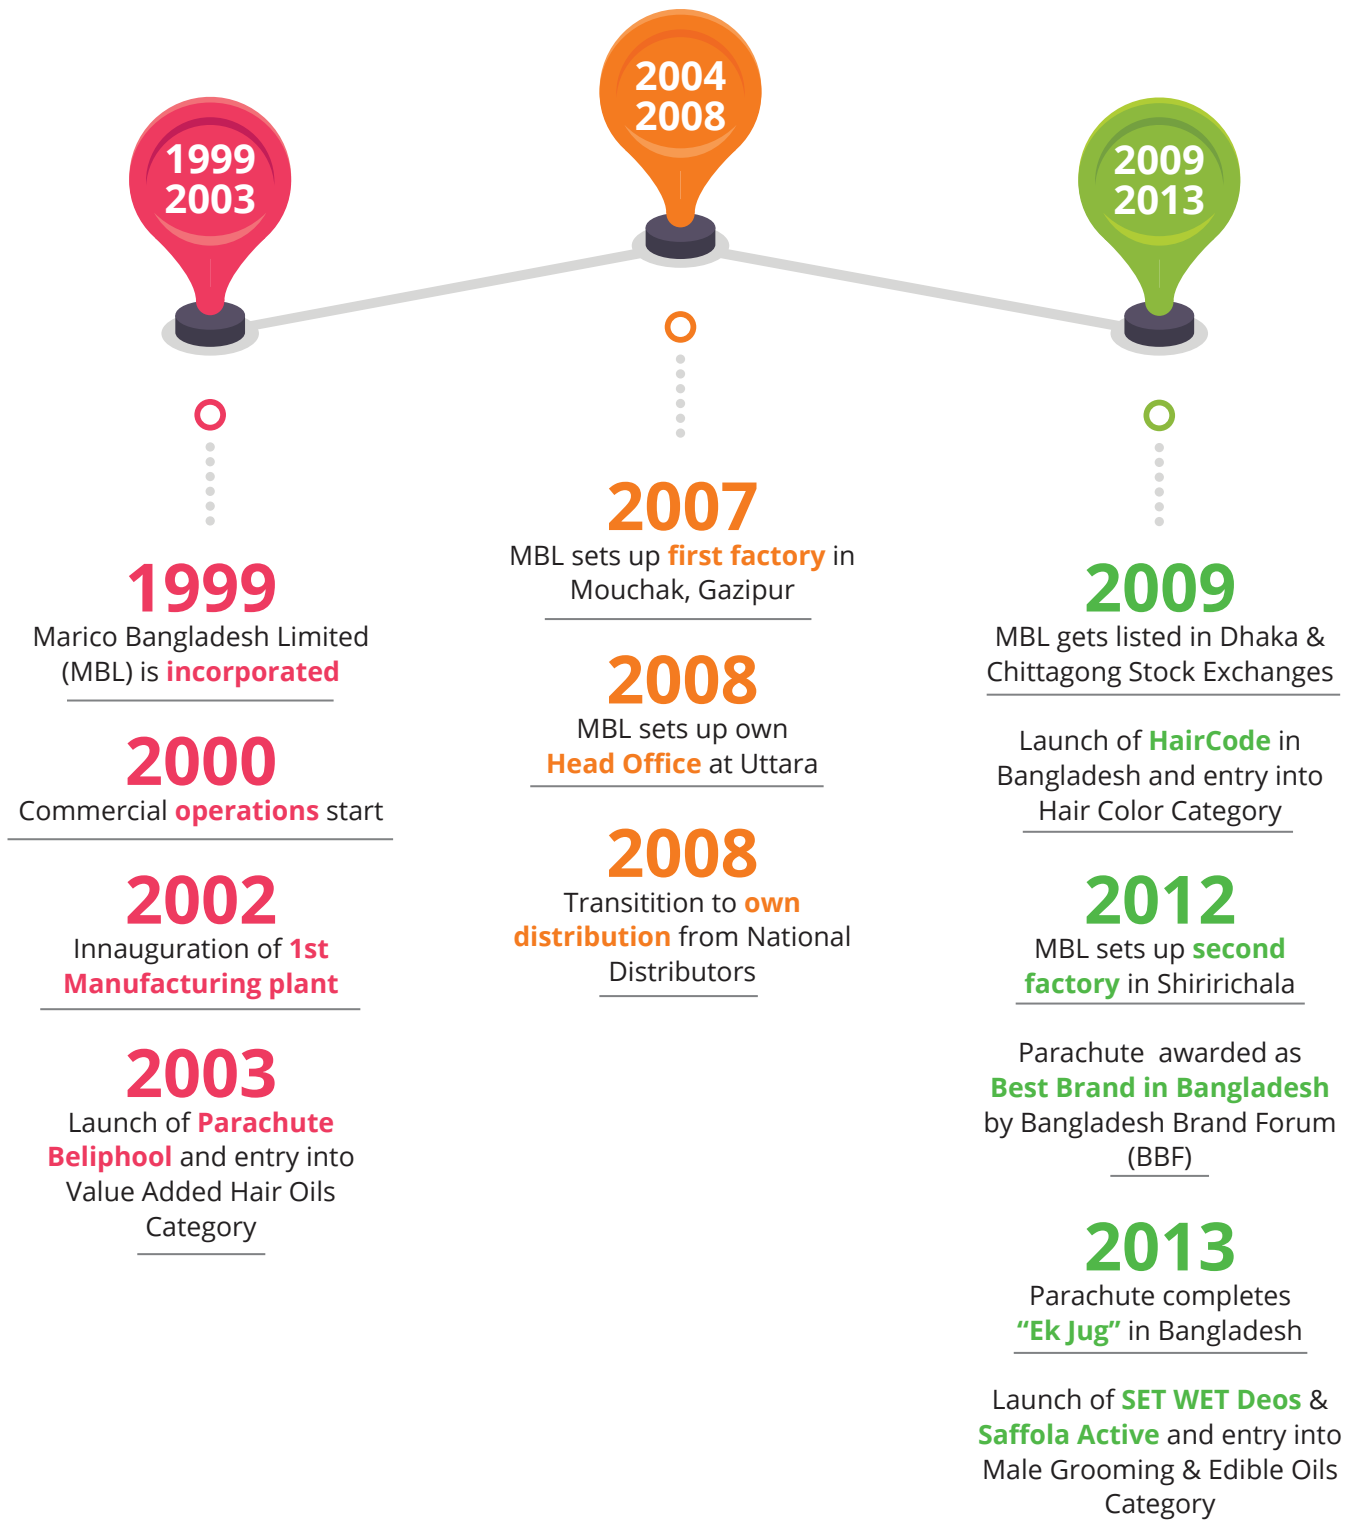 1999
2003
1999
Marico Bangladesh Limited
(MBL) is incorporated
2000
Commercial operations start
2002
Innauguration of 1st
Manufacturing plant
2003
Launch of Parachute
Beliphool and entry into
Value Added Hair Oils
Category
2004
2008
2007
MBL sets up first factory in
Mouchak, Gazipur
2008
MBL sets up own
Head Office at Uttara
2008
Transitition to own
distribution from National
Distributors
2009
2013
2009
MBL gets listed in Dhaka &
Chittagong Stock Exchanges
Launch of HairCode in
Bangladesh and entry into
Hair Color Category
2012
MBL sets up second
factory in Shiririchala
Parachute  awarded as
Best Brand in Bangladesh
by Bangladesh Brand Forum
(BBF)
2013
Parachute completes
“Ek Jug” in Bangladesh
Launch of SET WET Deos &
Saffola Active and entry into
Male Grooming & Edible Oils
Category